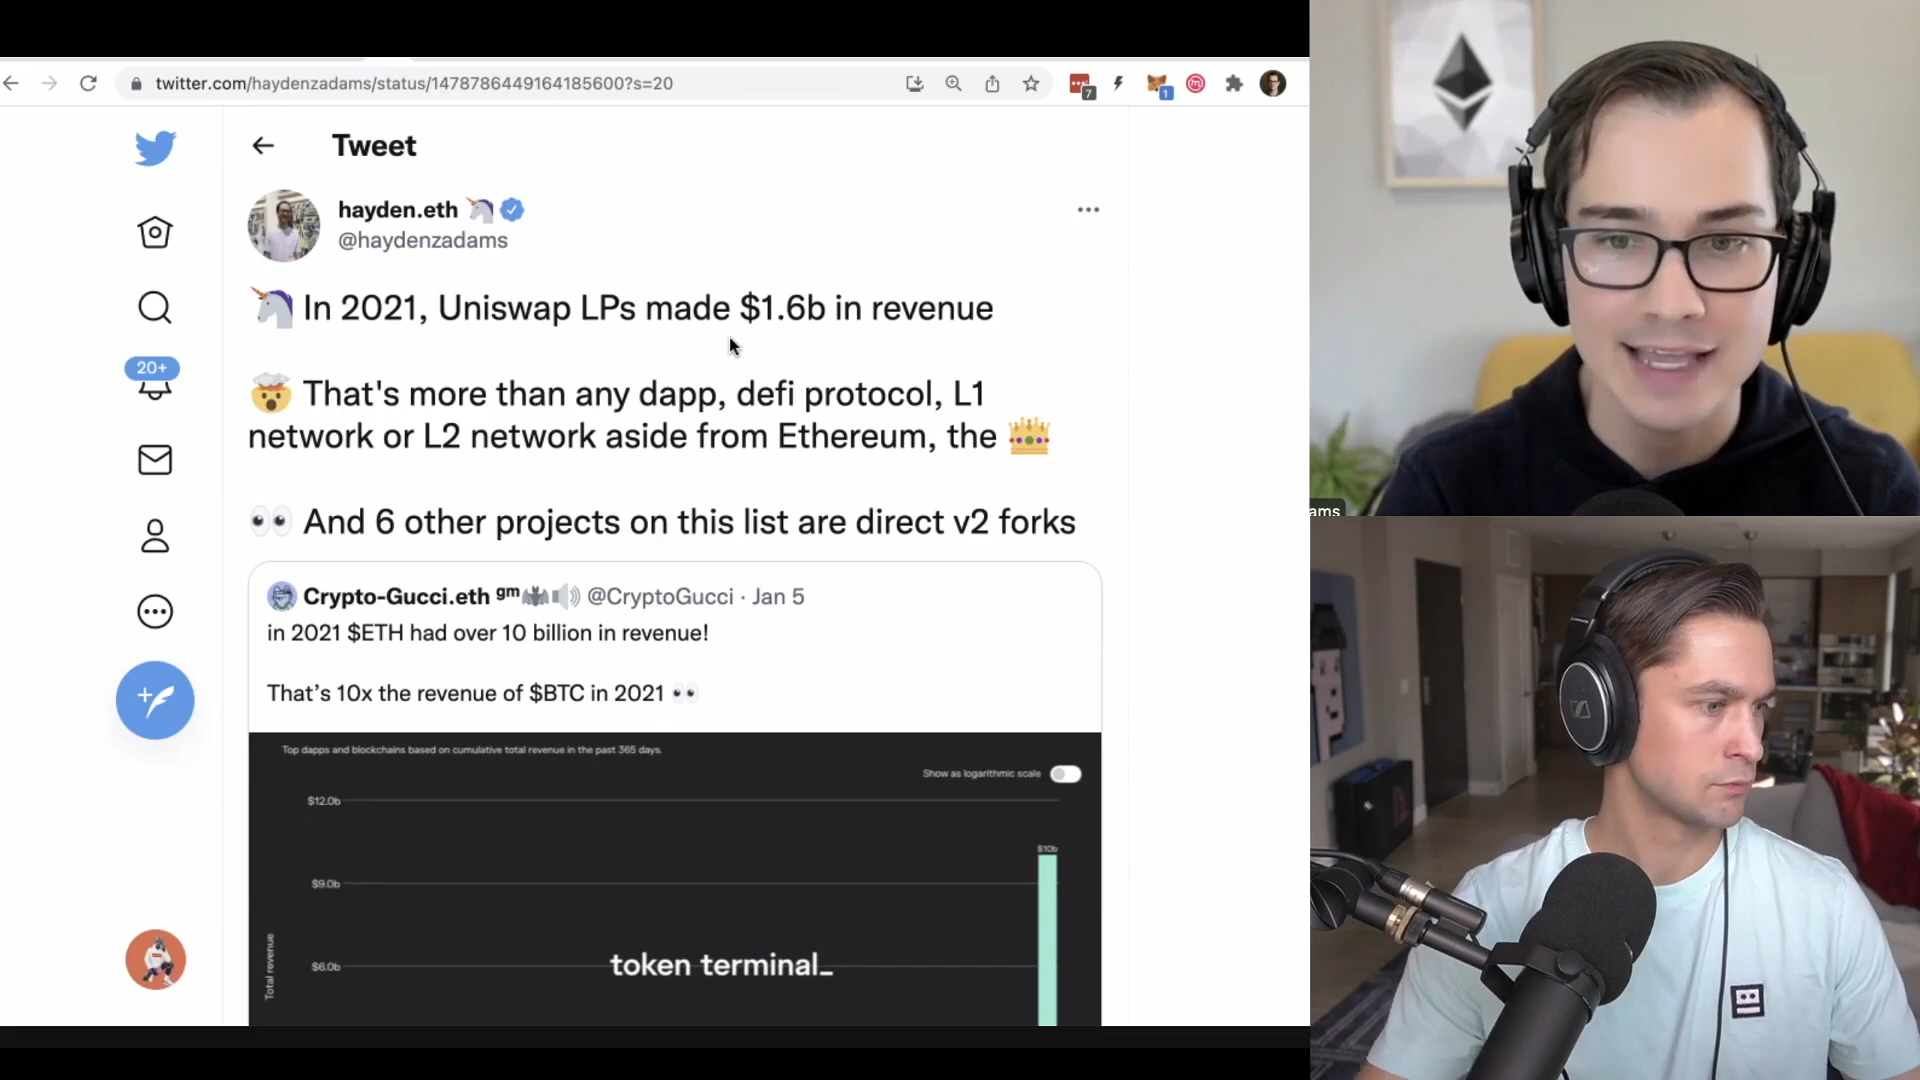 twitter.com/haydenzadams/status/1478786449164185600?s=20
7
1
Tweet
hayden.eth 🦄
@haydenzadams
🦄 In 2021, Uniswap LPs made $1.6b in revenue
🤯 That's more than any dapp, defi protocol, L1
network or L2 network aside from Ethereum, the 👑
👀 And 6 other projects on this list are direct v2 forks
20+
Crypto-Gucci.eth ᵍᵐ🦇🔊 @CryptoGucci · Jan 5
in 2021 $ETH had over 10 billion in revenue!
That’s 10x the revenue of $BTC in 2021 👀
Top dapps and blockchains based on cumulative total revenue in the past 365 days.
Show as logarithmic scale
$12.0b
$10b
$9.0b
$6.0b
Total revenue
token terminal_
ams